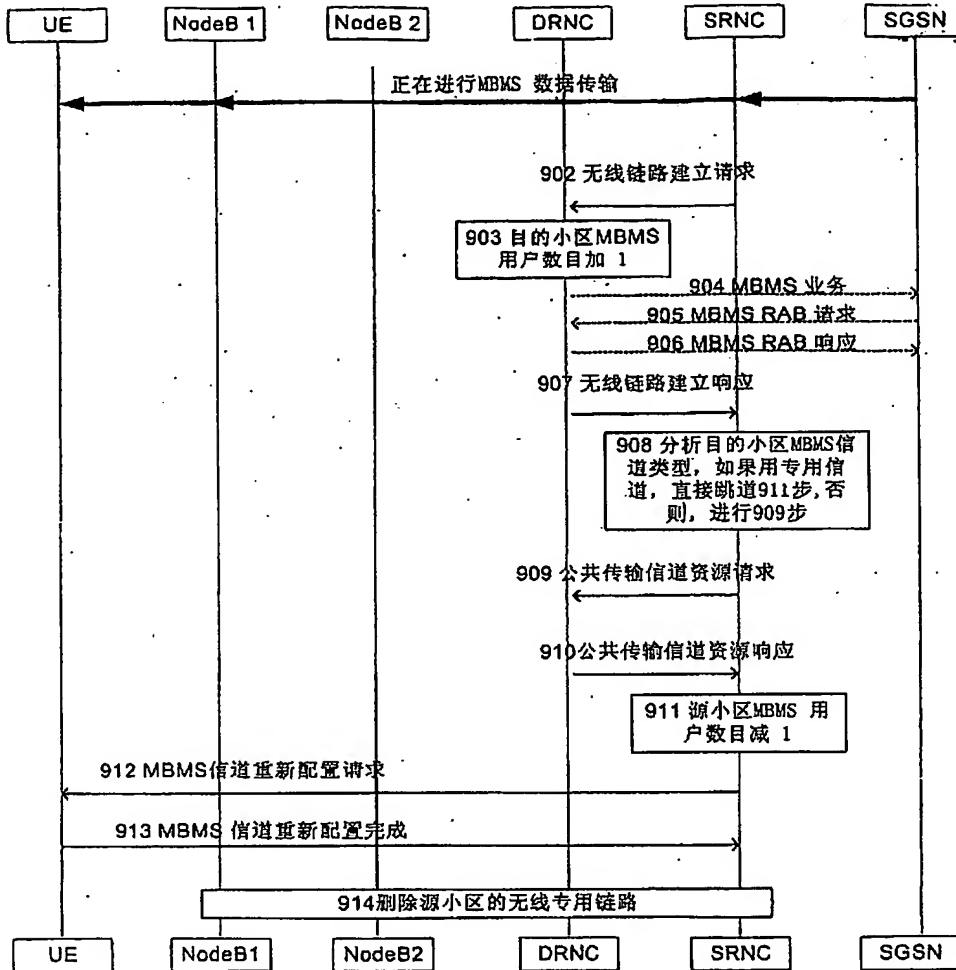 UE NodeB 1 NodeB 2 DRNC SRNC SGSN
正在进行MBMS 数据传输
902 无线链路建立请求
903 目的小区MBMS
用户数目加 1
904 MBMS 业务
905 MBMS RAB 请求
906 MBMS RAB 响应
907 无线链路建立响应
908 分析目的小区MBMS信
道类型，如果用专用信
道，直接跳道911步,否
则，进行909步
909 公共传输信道资源请求
910公共传输信道资源响应
911 源小区MBMS 用
户数目减 1
912 MBMS信道重新配置请求
913 MBMS 信道重新配置完成
914删除源小区的无线专用链路
UE NodeB1 NodeB2 DRNC SRNC SGSN